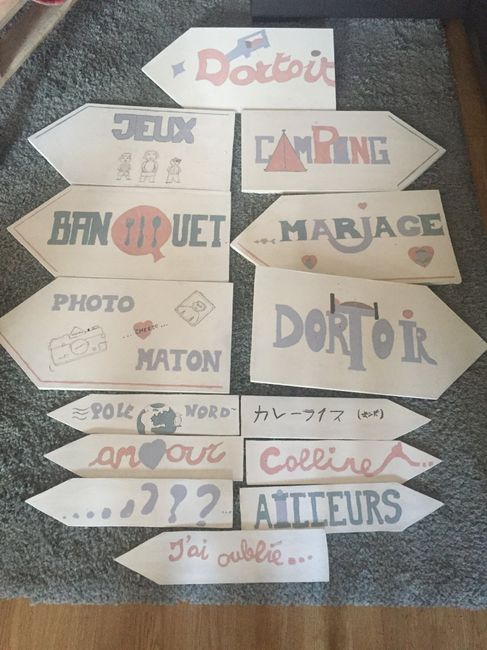 Dortoir
JEUX
CAMPING
BANQUET
MARIAGE
PHOTO
...CHEESE...
MATON
DORTOIR
POLE NORD
カレーライス
amour
Colline...
.....???
AILLEURS
J'ai oublié...